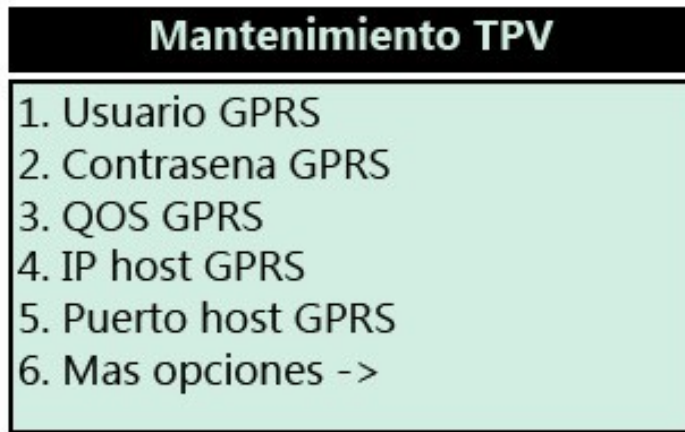 Mantenimiento TPV
1. Usuario GPRS
2. Contrasena GPRS
3. QOS GPRS
4. IP host GPRS
5. Puerto host GPRS
6. Mas opciones ->